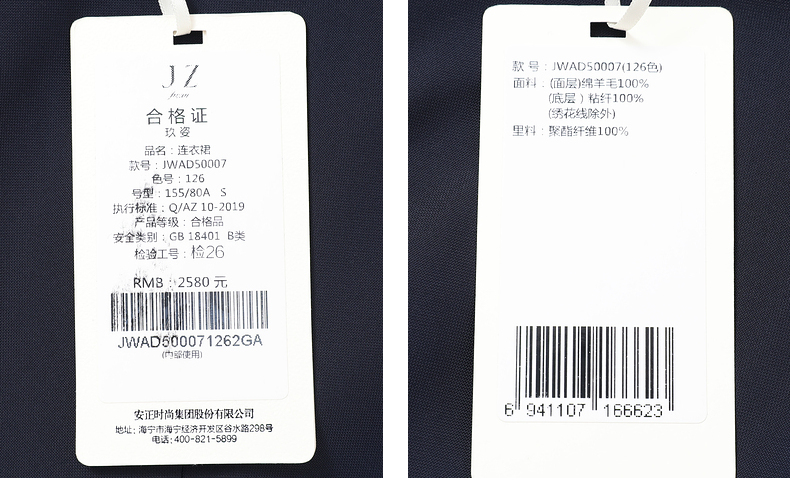 JZ
合格证
玖姿
品名：连衣裙
款号：JWAD50007
色号：126
号型：155/80A S
执行标准：Q/AZ 10-2019
产品等级：合格品
安全类别：GB 18401 B类
检验工号：检26
RMB：2580 元
JWAD500071262GA
(内部使用)
安正时尚集团股份有限公司
地址：海宁市海宁经济开发区谷水路298号
电话：400-821-5899
款号：JWAD50007(126色)
面料：(面层)绵羊毛100%
(底层）粘纤100%
(绣花线除外)
里料：聚酯纤维100%
6 941107 166623